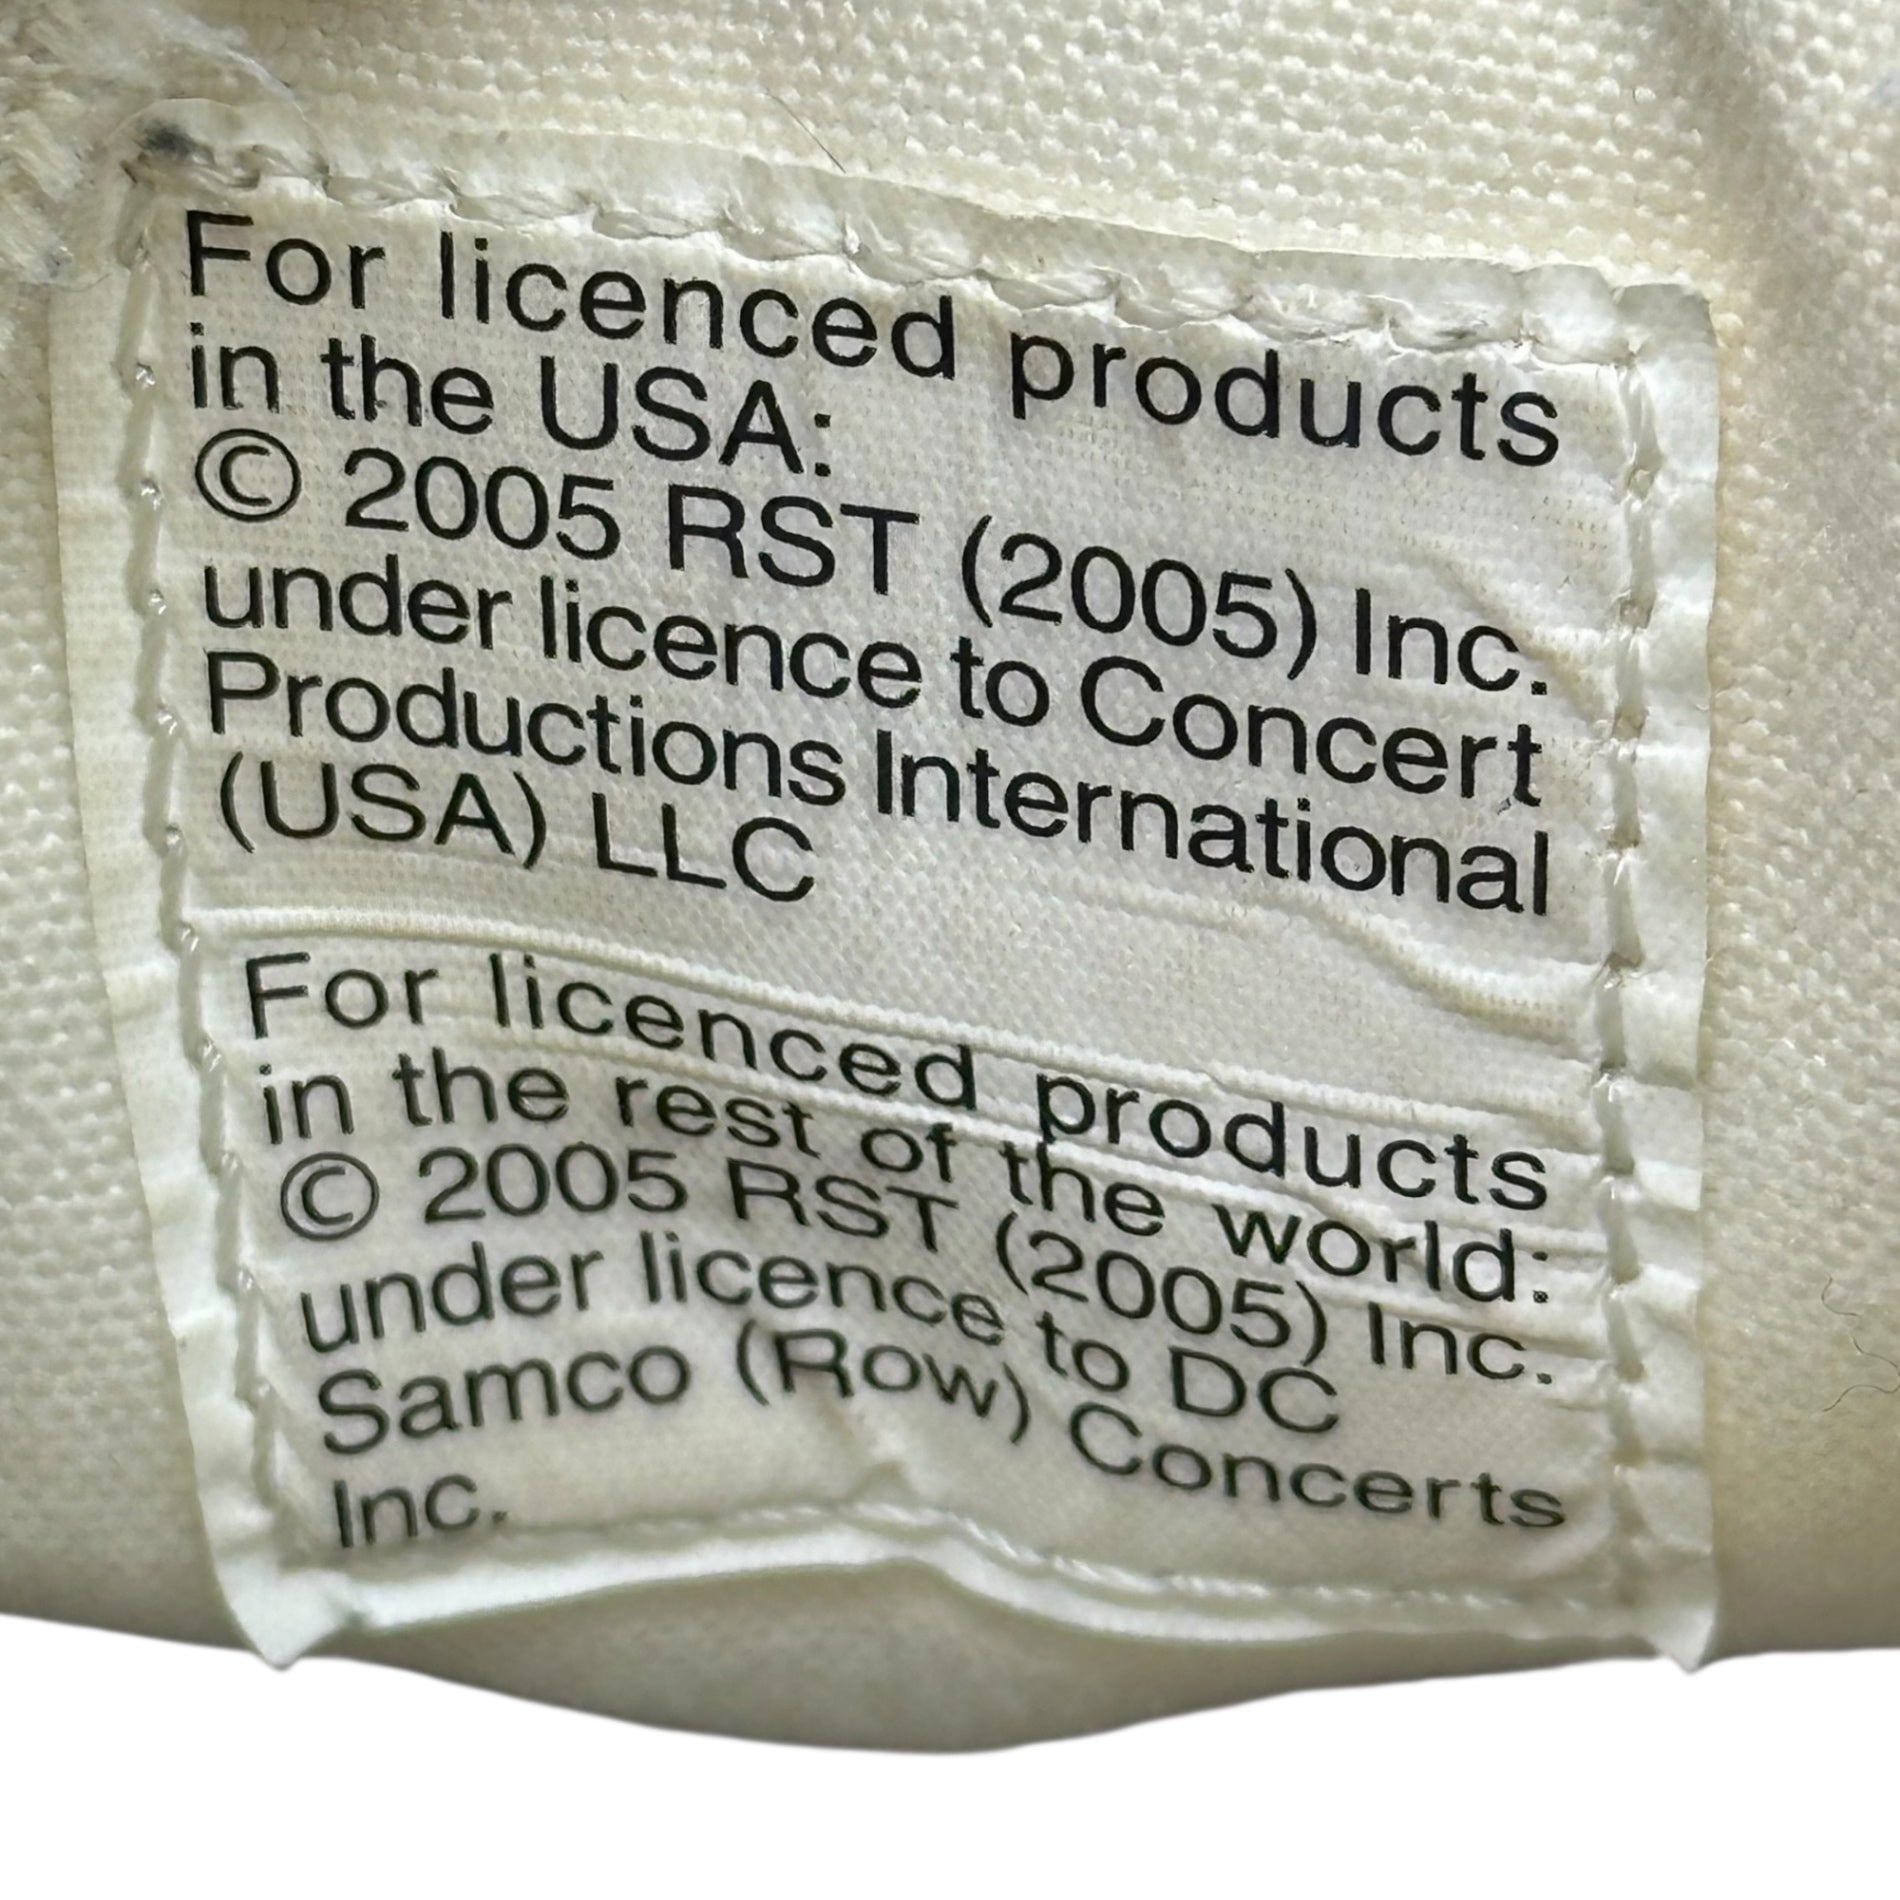 For licenced products
in the USA:
© 2005 RST (2005) Inc.
under licence to Concert
Productions International
(USA) LLC
For licenced products
in the rest of the world:
© 2005 RST (2005) Inc.
under licence to DC
Samco (Row) Concerts
Inc.